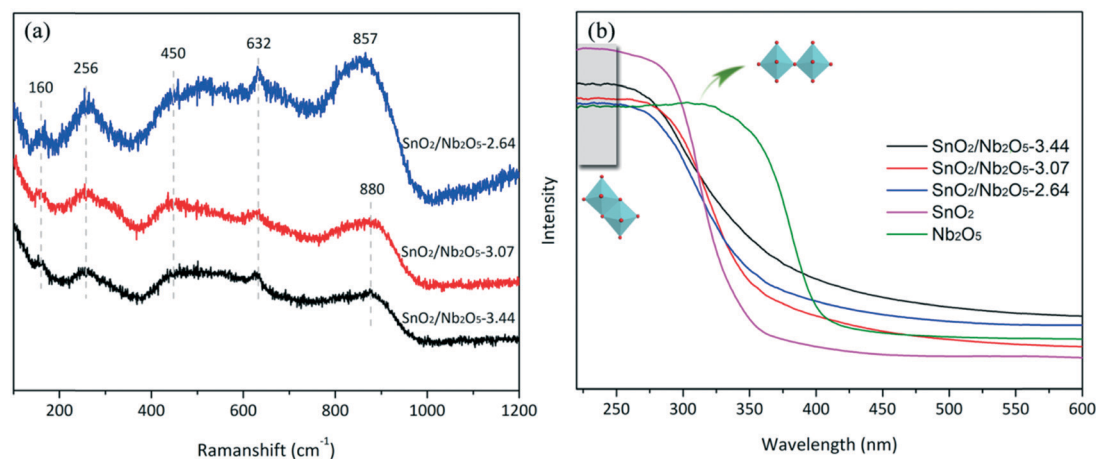 (a)
160
256
450
632
857
880
SnO₂/Nb₂O₅-2.64
SnO₂/Nb₂O₅-3.07
SnO₂/Nb₂O₅-3.44
200
400
600
800
1000
1200
Ramanshift (cm⁻¹)
(b)
Intensity
SnO₂/Nb₂O₅-3.44
SnO₂/Nb₂O₅-3.07
SnO₂/Nb₂O₅-2.64
SnO₂
Nb₂O₅
250
300
350
400
450
500
550
600
Wavelength (nm)